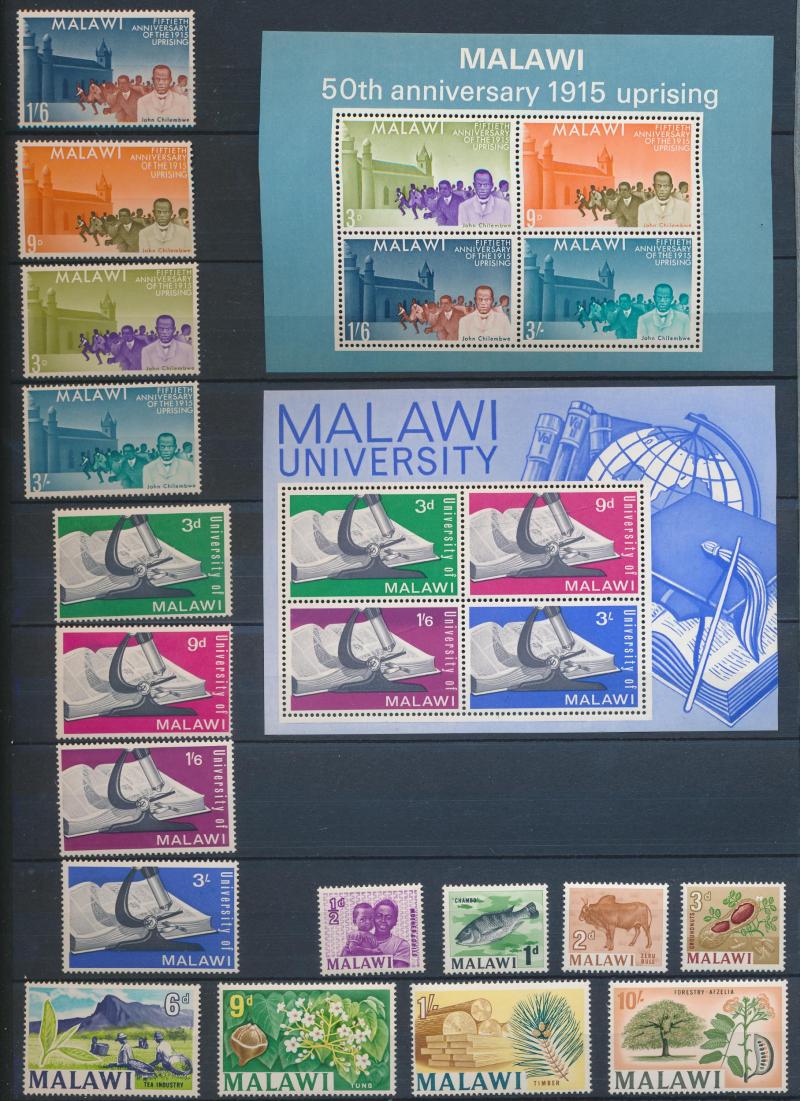 MALAWI
FIFTIETH
ANNIVERSARY
OF THE 1915
UPRISING
1/6
John Chilembwe
MALAWI
FIFTIETH
ANNIVERSARY
OF THE 1915
UPRISING
9D
John Chilembwe
MALAWI
FIFTIETH
ANNIVERSARY
OF THE 1915
UPRISING
3D
John Chilembwe
MALAWI
FIFTIETH
ANNIVERSARY
OF THE 1915
UPRISING
3/-
John Chilembwe
MALAWI
50th anniversary 1915 uprising
MALAWI
FIFTIETH
ANNIVERSARY
OF THE 1915
UPRISING
3D
John Chilembwe
MALAWI
FIFTIETH
ANNIVERSARY
OF THE 1915
UPRISING
9D
John Chilembwe
MALAWI
FIFTIETH
ANNIVERSARY
OF THE 1915
UPRISING
1/6
John Chilembwe
MALAWI
FIFTIETH
ANNIVERSARY
OF THE 1915
UPRISING
3/-
John Chilembwe
MALAWI
UNIVERSITY
Vol
I
Vol
3d
University of
MALAWI
9d
University of
MALAWI
1/6
University of
MALAWI
3/-
University of
MALAWI
3d
University of
MALAWI
9d
University of
MALAWI
1/6
University of
MALAWI
3/-
University of
MALAWI
1/2d
MOTHER & CHILD
MALAWI
"CHAMBO"
MALAWI 1d
2d
ZEBU
BULL
MALAWI
3d
GROUNDNUTS
MALAWI
6d
TEA INDUSTRY
MALAWI
9d
TUNG
MALAWI
1/-
TIMBER
MALAWI
10/-
FORESTRY-AFZELIA
MALAWI